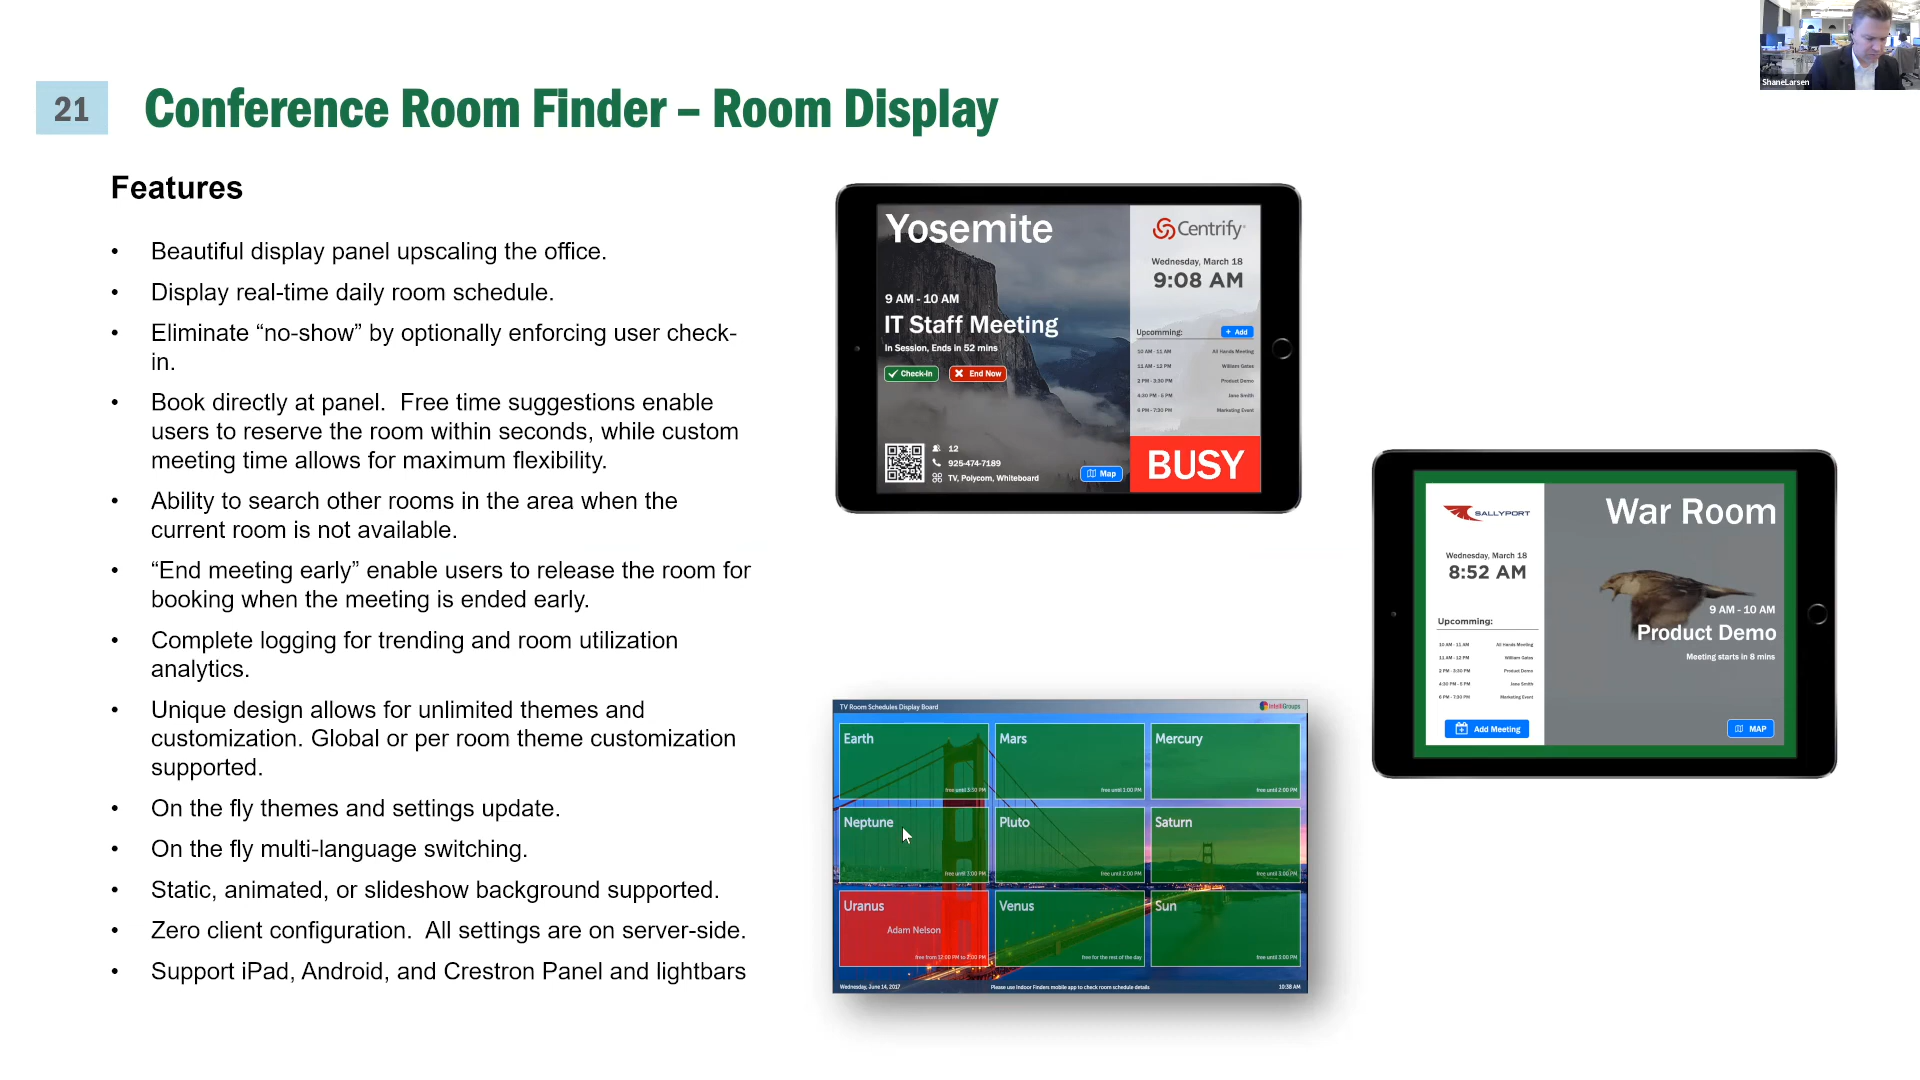 21
Conference Room Finder – Room Display
ShaneLarsen
Features
• Beautiful display panel upscaling the office.
• Display real-time daily room schedule.
• Eliminate “no-show” by optionally enforcing user check-
in.
• Book directly at panel.  Free time suggestions enable
users to reserve the room within seconds, while custom
meeting time allows for maximum flexibility.
• Ability to search other rooms in the area when the
current room is not available.
• “End meeting early” enable users to release the room for
booking when the meeting is ended early.
• Complete logging for trending and room utilization
analytics.
• Unique design allows for unlimited themes and
customization. Global or per room theme customization
supported.
• On the fly themes and settings update.
• On the fly multi-language switching.
• Static, animated, or slideshow background supported.
• Zero client configuration.  All settings are on server-side.
• Support iPad, Android, and Crestron Panel and lightbars
Yosemite
9 AM - 10 AM
IT Staff Meeting
In Session, Ends in 52 mins
Check-in End Now
12
925-474-7189
TV, Polycom, Whiteboard
Map
Centrify
Wednesday, March 18
9:08 AM
Upcomming: + Add
10 AM - 11 AM All Hands Meeting
11 AM - 12 PM William Gates
2 PM - 3:30 PM Product Demo
4:30 PM - 5 PM Jane Smith
6 PM - 7:30 PM Marketing Event
BUSY
SALLYPORT
Wednesday, March 18
8:52 AM
Upcomming:
10 AM - 11 AM All Hands Meeting
11 AM - 12 PM William Gates
2 PM - 3:30 PM Product Demo
4:30 PM - 5 PM Jane Smith
6 PM - 7:30 PM Marketing Event
Add Meeting
War Room
9 AM - 10 AM
Product Demo
Meeting starts in 8 mins
MAP
TV Room Schedules Display Board
IntelliGroups
Earth
free until 3:30 PM
Mars
free until 1:00 PM
Mercury
free until 2:00 PM
Neptune
free until 3:00 PM
Pluto
free until 2:00 PM
Saturn
free until 3:00 PM
Uranus
Adam Nelson
free from 12:00 PM to 2:00 PM
Venus
free for the rest of the day
Sun
free until 5:00 PM
Wednesday, June 14, 2017
Please use Indoor Finders mobile app to check room schedule details
10:38 AM